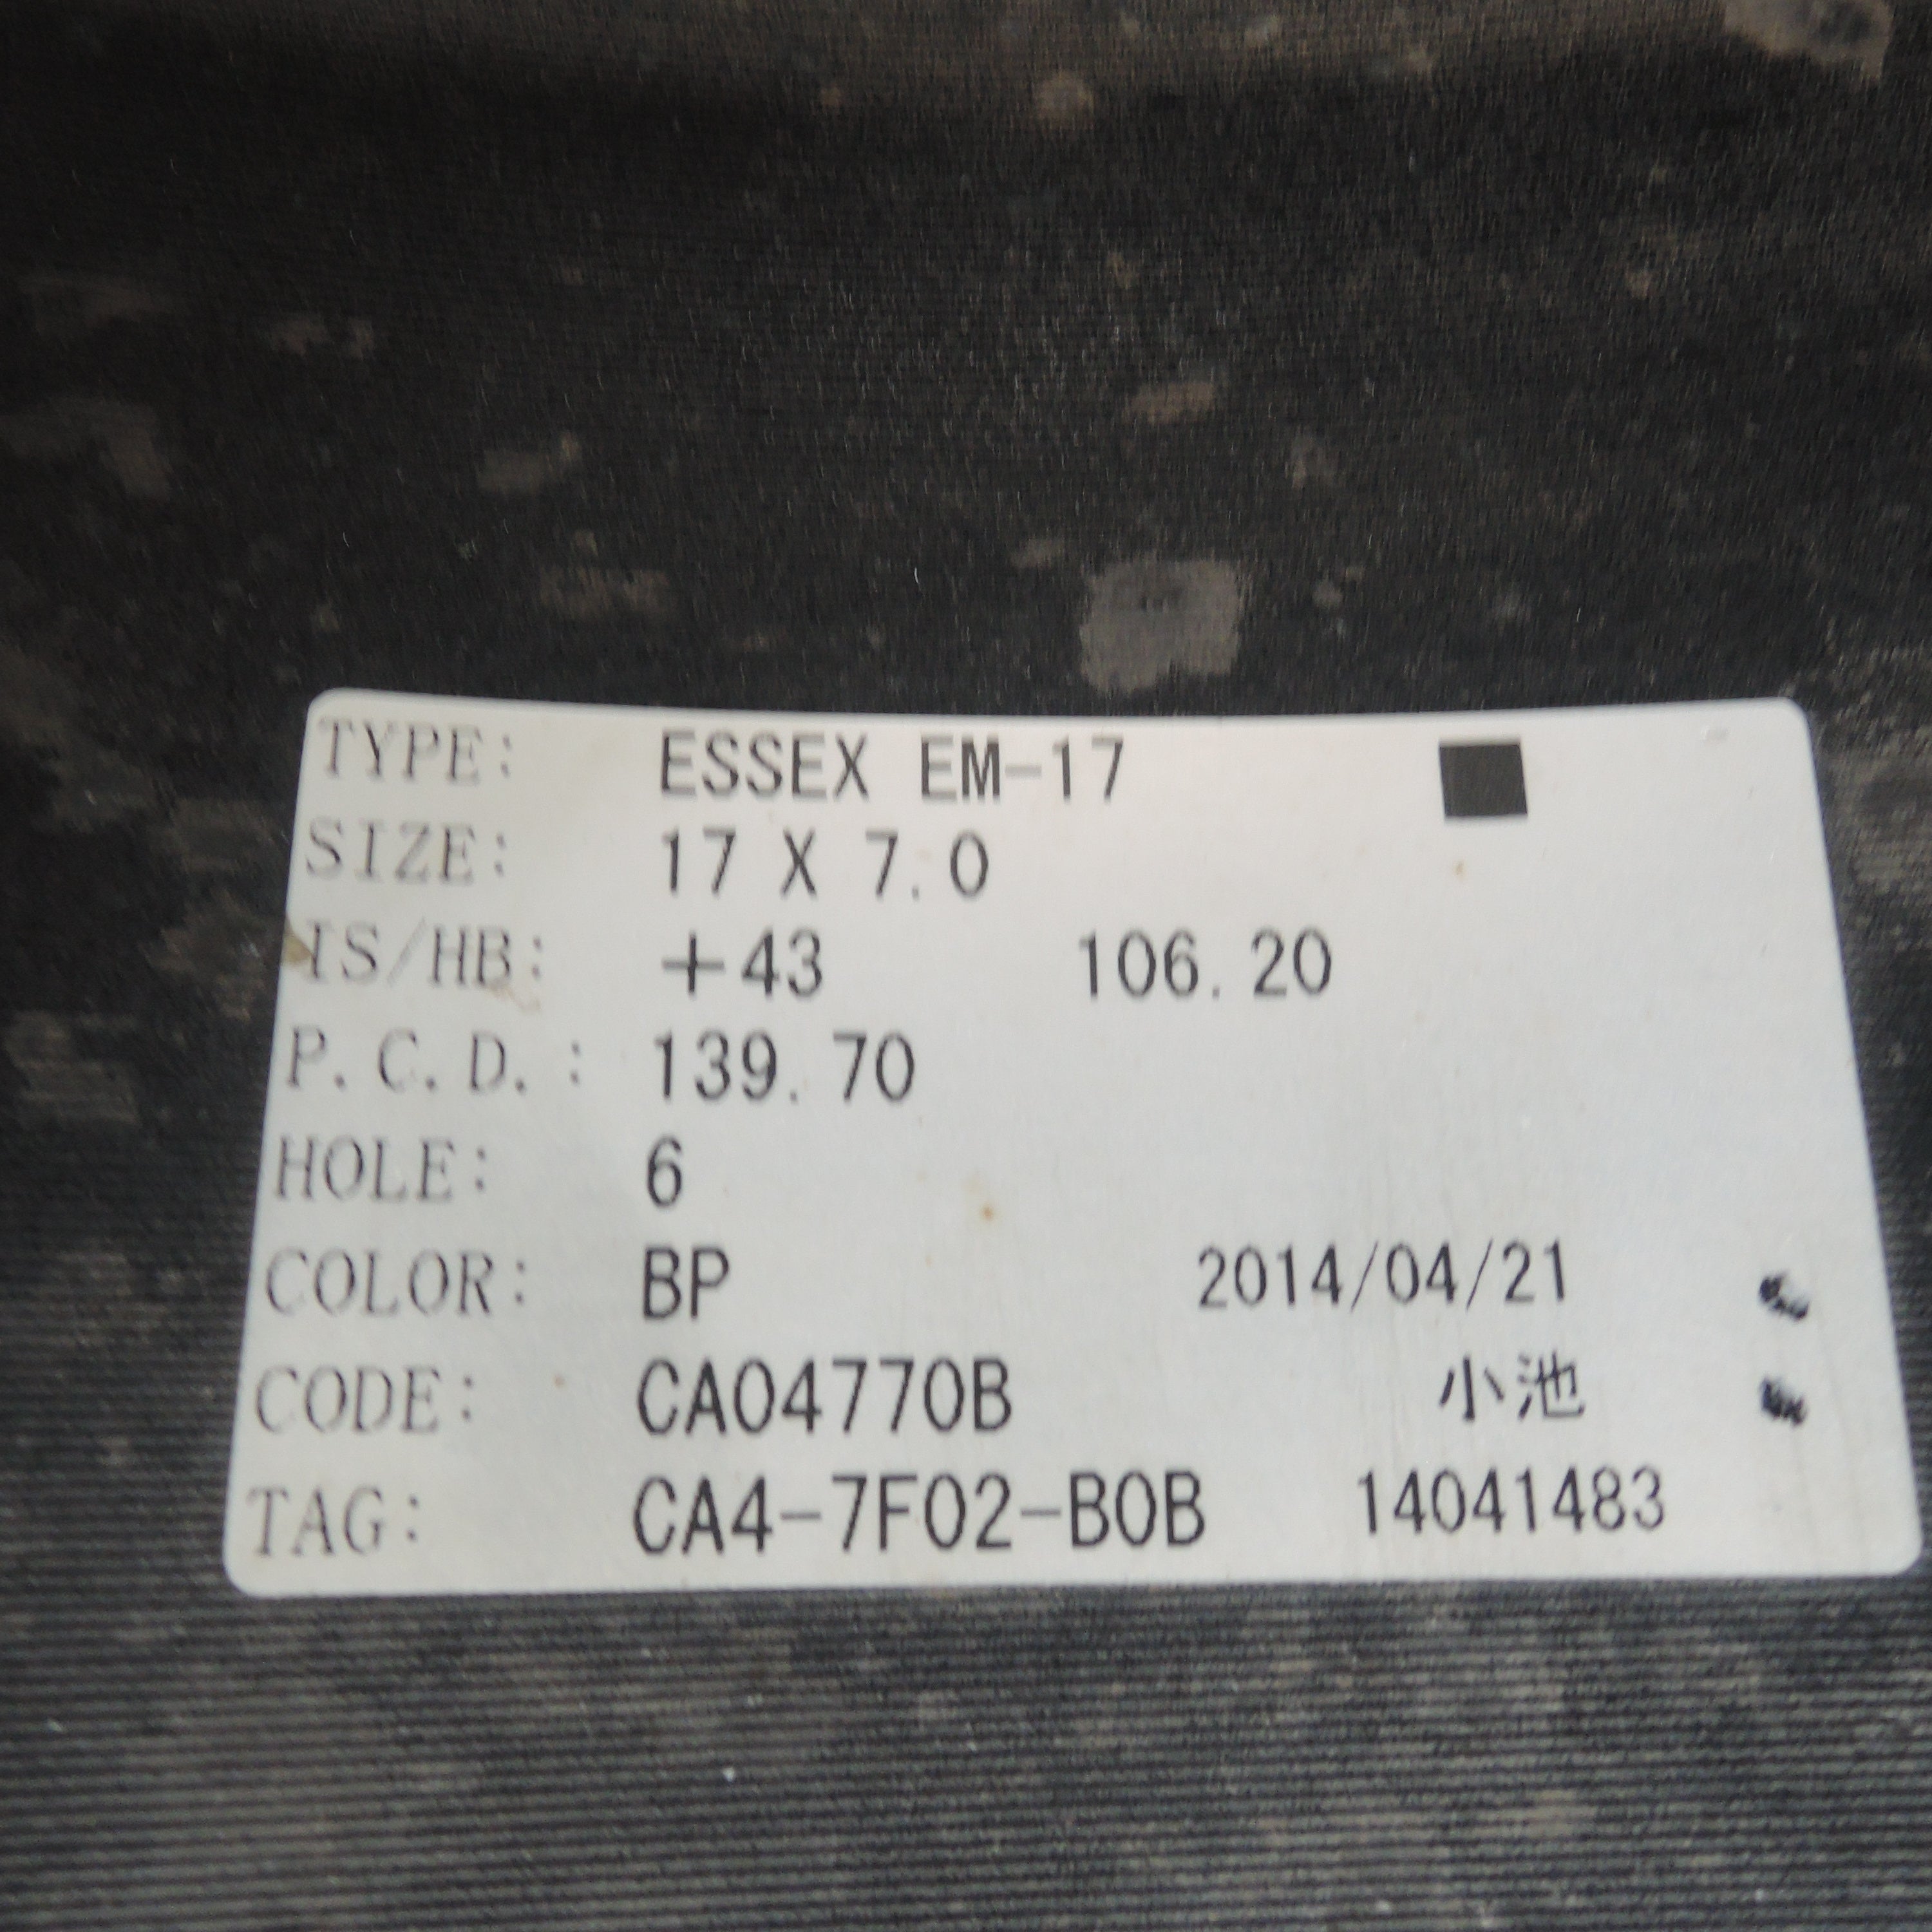 TYPE: ESSEX EM-17 ■
SIZE: 17 X 7.0
IS/HB: +43 106.20
P.C.D.: 139.70
HOLE: 6
COLOR: BP 2014/04/21
CODE: CA04770B 小池
TAG: CA4-7F02-B0B 14041483